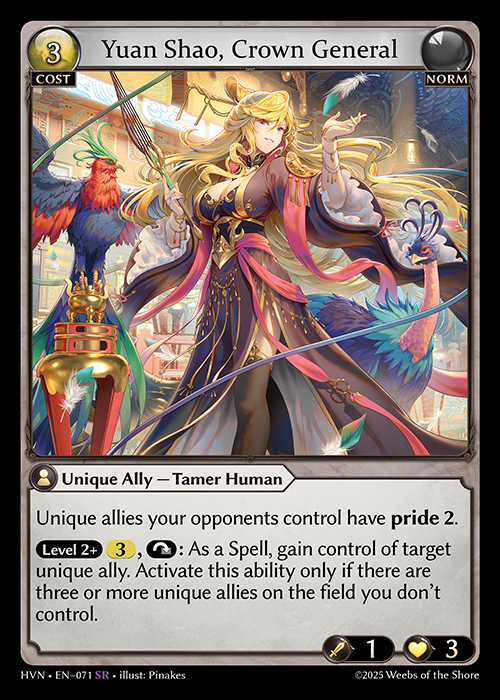 3
Yuan Shao, Crown General
COST
NORM
Unique Ally — Tamer Human
Unique allies your opponents control have pride 2.
Level 2+ 3 , : As a Spell, gain control of target
unique ally. Activate this ability only if there are
three or more unique allies on the field you don’t
control.
1
3
HVN • EN–071 SR • illust: Pinakes
©2025 Weebs of the Shore